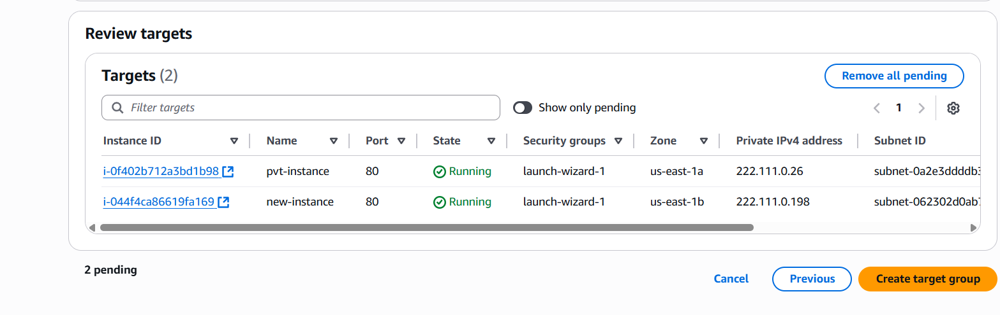 Review targets
Targets (2)
Remove all pending
Filter targets
Show only pending
1
Instance ID Name Port State Security groups Zone Private IPv4 address Subnet ID
i-0f402b712a3bd1b98 pvt-instance 80 Running launch-wizard-1 us-east-1a 222.111.0.26 subnet-0a2e3ddddb3
i-044f4ca86619fa169 new-instance 80 Running launch-wizard-1 us-east-1b 222.111.0.198 subnet-062302d0ab7
2 pending
Cancel Previous Create target group